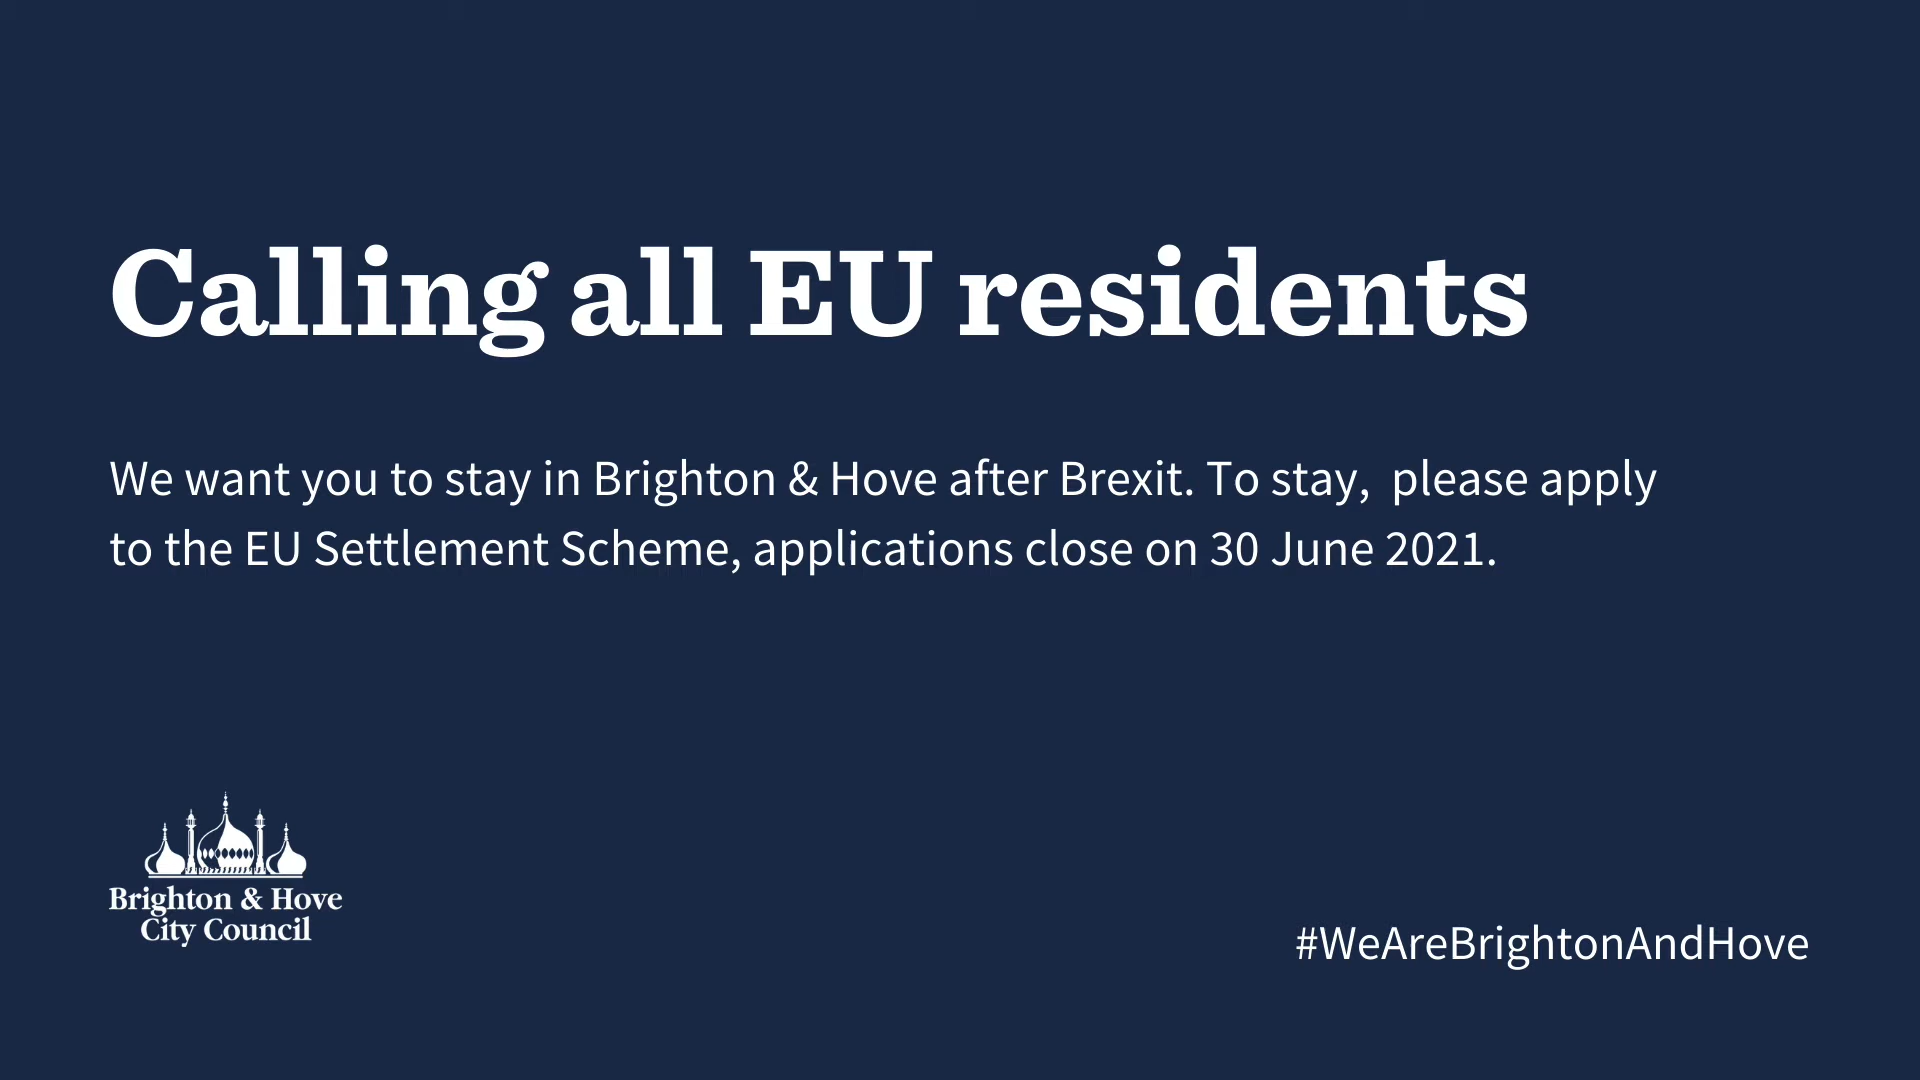 Calling all EU residents
We want you to stay in Brighton & Hove after Brexit. To stay,  please apply
to the EU Settlement Scheme, applications close on 30 June 2021.
Brighton & Hove
City Council
#WeAreBrightonAndHove